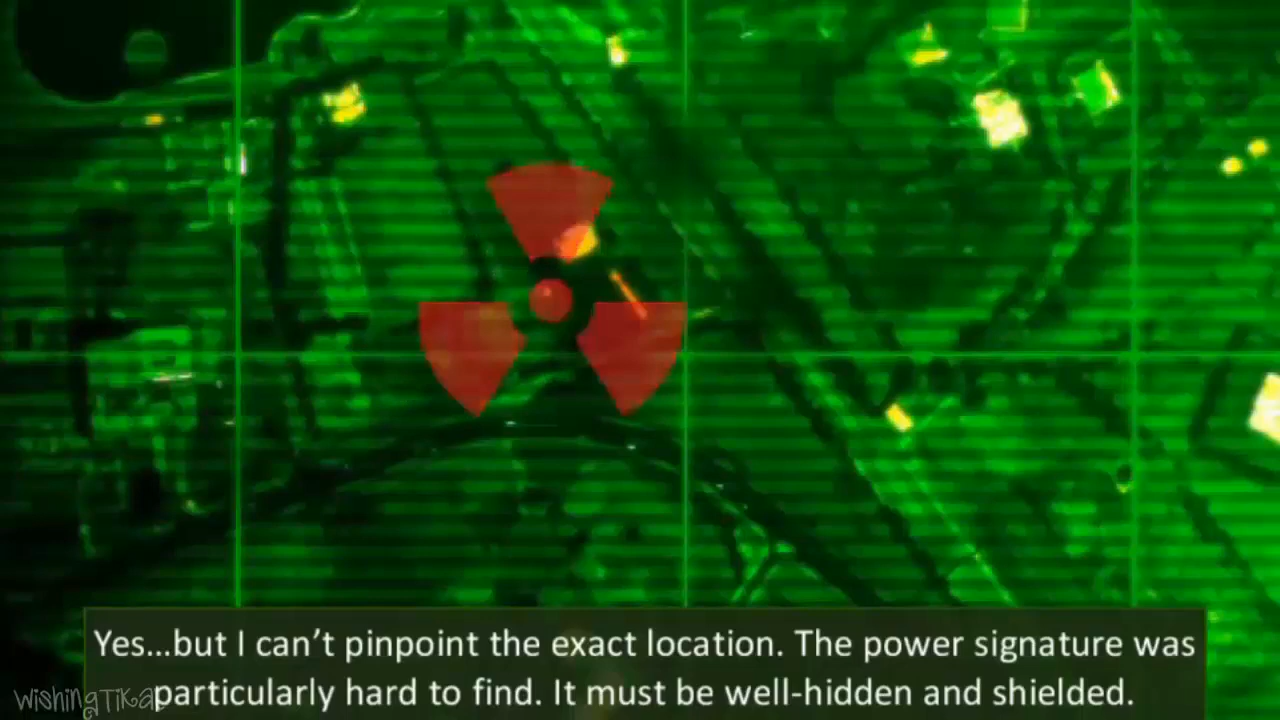 Yes...but I can't pinpoint the exact location. The power signature was
particularly hard to find. It must be well-hidden and shielded.
wishingTika